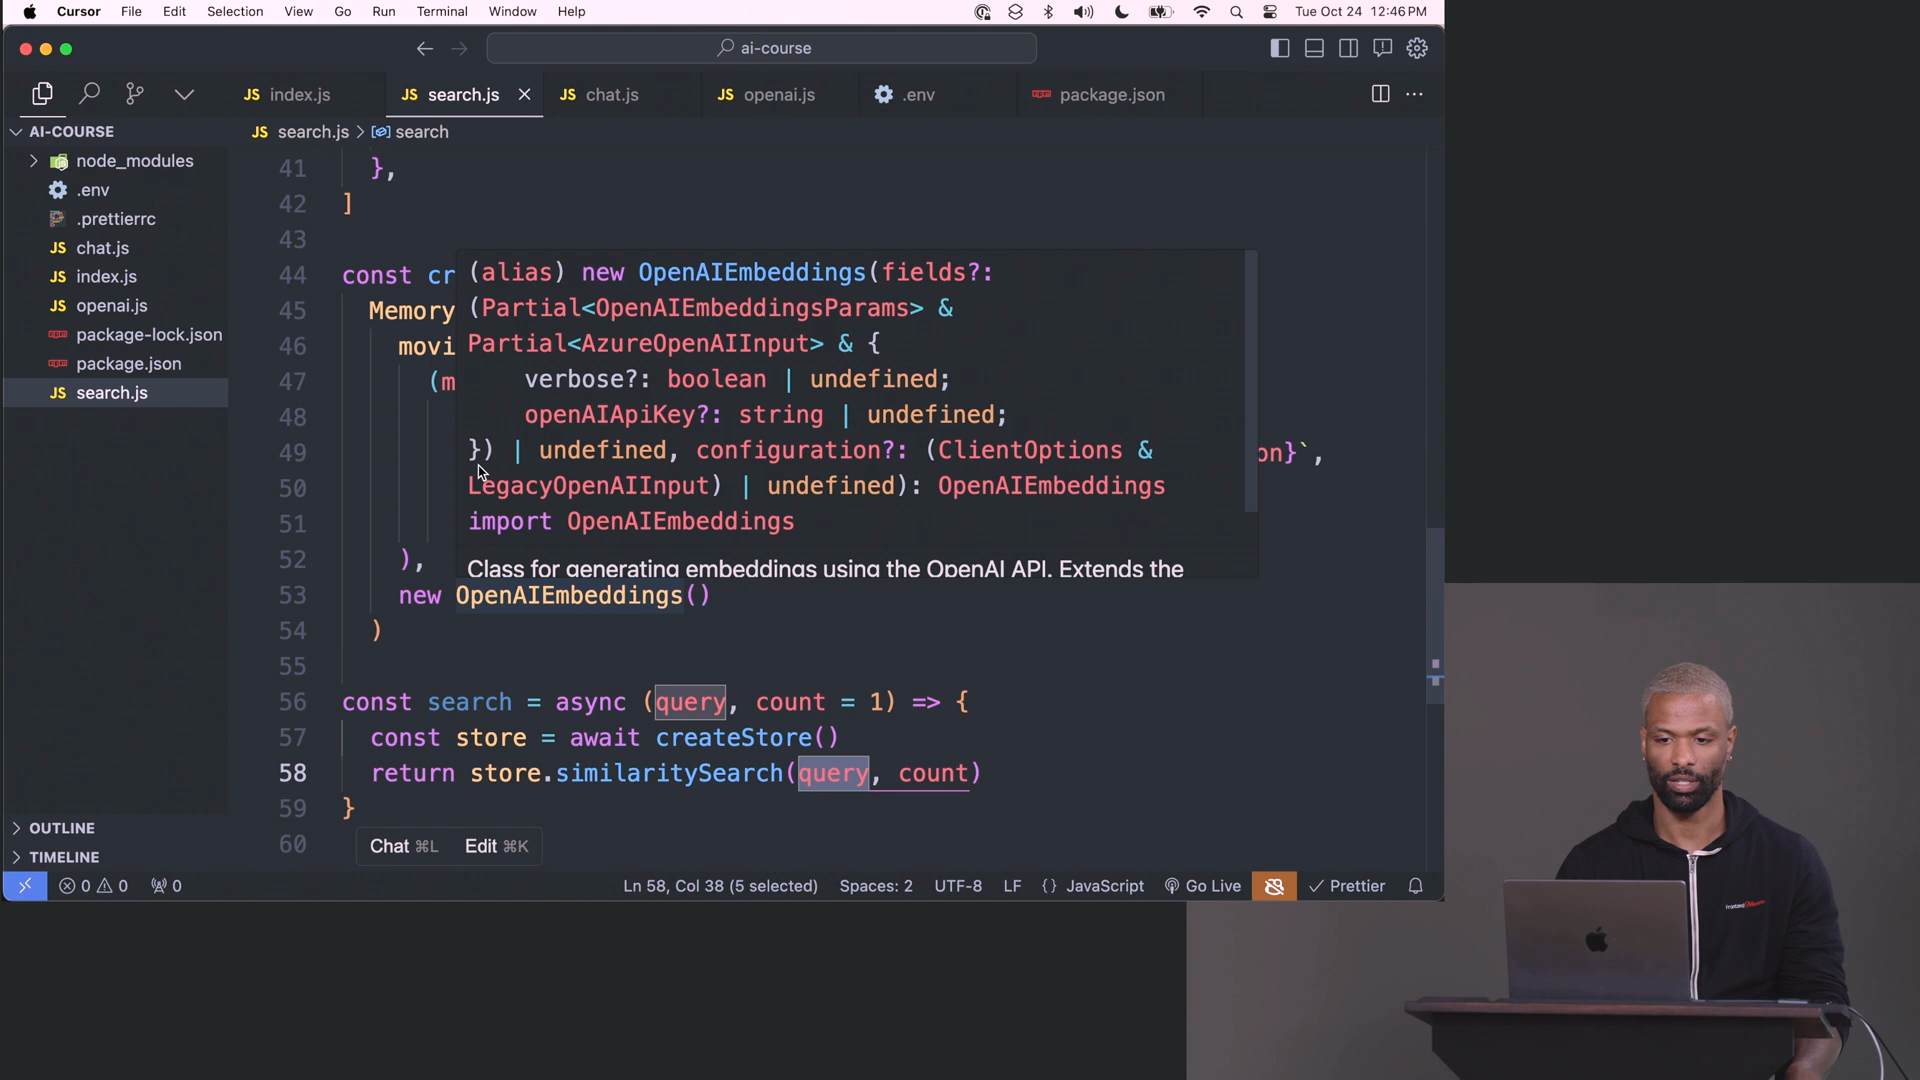 Cursor File Edit Selection View Go Run Terminal Window Help Tue Oct 24 12:46 PM
ai-course
JS index.js JS search.js JS chat.js JS openai.js .env package.json
AI-COURSE
JS search.js > search
node_modules
.env
.prettierrc
JS chat.js
JS index.js
JS openai.js
package-lock.json
package.json
JS search.js
OUTLINE
TIMELINE
41 },
42 ]
43
44 const cr
45 Memory
46 movi
47 (m
48
49 on}`,
50
51
52 ),
53 new OpenAIEmbeddings()
54 )
55
56 const search = async (query, count = 1) => {
57 const store = await createStore()
58 return store.similaritySearch(query, count)
59 }
60
(alias) new OpenAIEmbeddings(fields?:
(Partial<OpenAIEmbeddingsParams> &
Partial<AzureOpenAIInput> & {
verbose?: boolean | undefined;
openAIApiKey?: string | undefined;
}) | undefined, configuration?: (ClientOptions &
LegacyOpenAIInput) | undefined): OpenAIEmbeddings
import OpenAIEmbeddings
Class for generating embeddings using the OpenAI API. Extends the
Chat ⌘L Edit ⌘K
0 0 0 Ln 58, Col 38 (5 selected) Spaces: 2 UTF-8 LF {} JavaScript Go Live Prettier